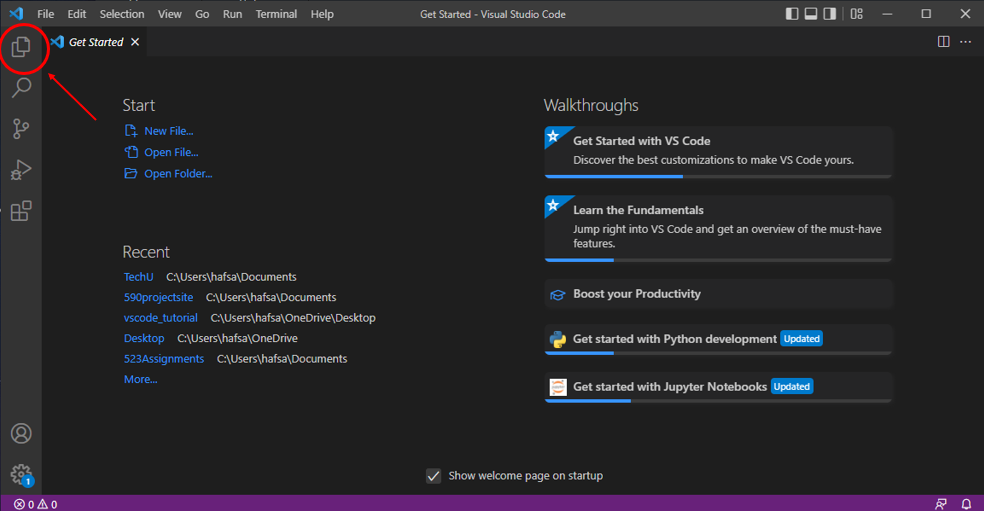 File Edit Selection View Go Run Terminal Help Get Started - Visual Studio Code
Get Started
Start
New File...
Open File...
Open Folder...
Recent
TechU C:\Users\hafsa\Documents
590projectsite C:\Users\hafsa\Documents
vscode_tutorial C:\Users\hafsa\OneDrive\Desktop
Desktop C:\Users\hafsa\OneDrive
523Assignments C:\Users\hafsa\Documents
More...
Walkthroughs
Get Started with VS Code
Discover the best customizations to make VS Code yours.
Learn the Fundamentals
Jump right into VS Code and get an overview of the must-have
features.
Boost your Productivity
Get started with Python development Updated
Get started with Jupyter Notebooks Updated
Show welcome page on startup
1
0 0